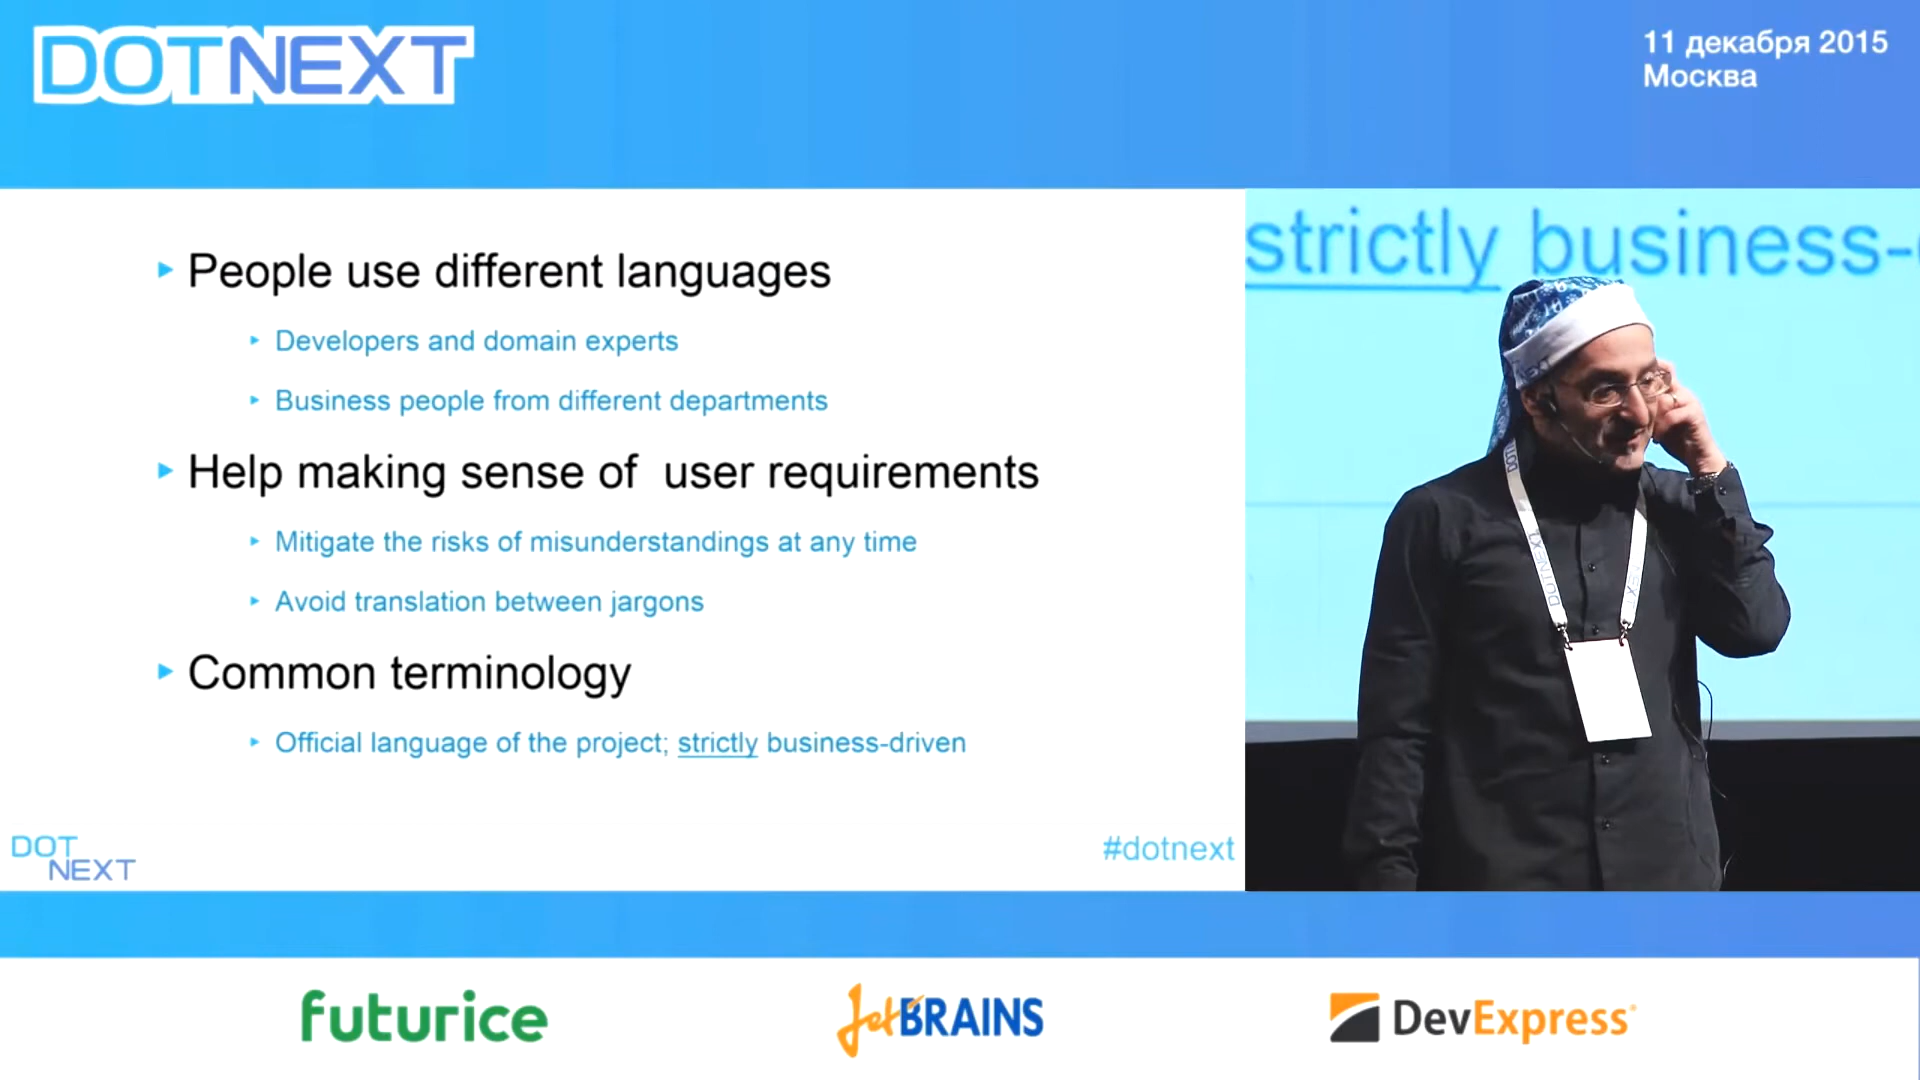 DOTNEXT
11 декабря 2015
Москва
People use different languages
Developers and domain experts
Business people from different departments
Help making sense of  user requirements
Mitigate the risks of misunderstandings at any time
Avoid translation between jargons
Common terminology
Official language of the project; strictly business-driven
DOT
NEXT
#dotnext
strictly business-
DOTNEXT
futurice
JetBRAINS
DevExpress